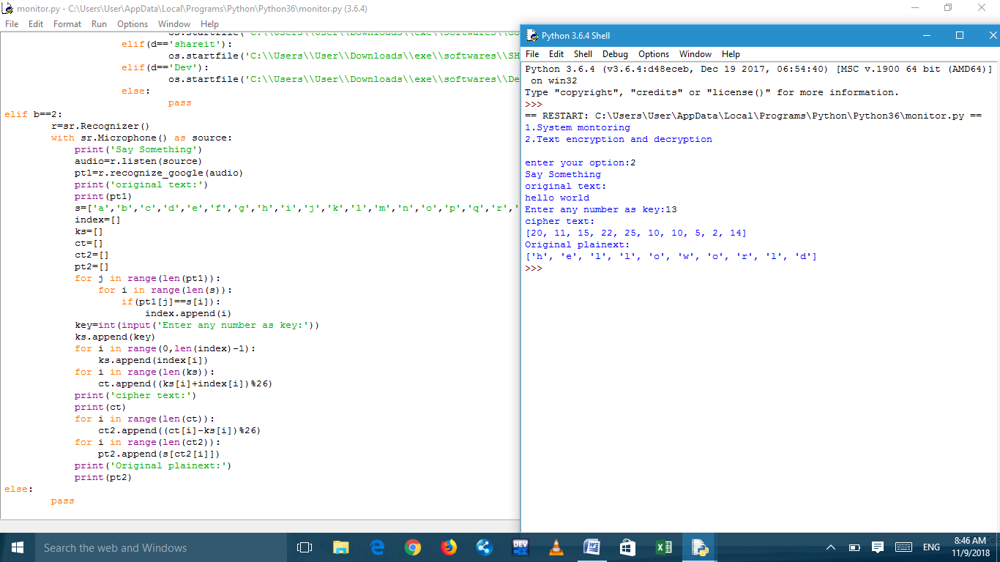 monitor.py - C:\Users\User\AppData\Local\Programs\Python\Python36\monitor.py (3.6.4)
File Edit Format Run Options Window Help
elif(d=='shareit'):
os.startfile('C:\\Users\\User\\Downloads\\exe\\softwares\\SH
elif(d=='Dev'):
os.startfile('C:\\Users\\User\\Downloads\\exe\\softwares\\De
else:
pass
elif b==2:
r=sr.Recognizer()
with sr.Microphone() as source:
print('Say Something')
audio=r.listen(source)
pt1=r.recognize_google(audio)
print('original text:')
print(pt1)
s=['a','b','c','d','e','f','g','h','i','j','k','l','m','n','o','p','q','r','
index=[]
ks=[]
ct=[]
ct2=[]
pt2=[]
for j in range(len(pt1)):
for i in range(len(s)):
if(pt1[j]==s[i]):
index.append(i)
key=int(input('Enter any number as key:'))
ks.append(key)
for i in range(0,len(index)-1):
ks.append(index[i])
for i in range(len(ks)):
ct.append((ks[i]+index[i])%26)
print('cipher text:')
print(ct)
for i in range(len(ct)):
ct2.append((ct[i]-ks[i])%26)
for i in range(len(ct2)):
pt2.append(s[ct2[i]])
print('Original plainext:')
print(pt2)
else:
pass
Python 3.6.4 Shell
File Edit Shell Debug Options Window Help
Python 3.6.4 (v3.6.4:d48eceb, Dec 19 2017, 06:54:40) [MSC v.1900 64 bit (AMD64)]
on win32
Type "copyright", "credits" or "license()" for more information.
>>>
== RESTART: C:\Users\User\AppData\Local\Programs\Python\Python36\monitor.py ==
1.System montoring
2.Text encryption and decryption
enter your option:2
Say Something
original text:
hello world
Enter any number as key:13
cipher text:
[20, 11, 15, 22, 25, 10, 10, 5, 2, 14]
Original plainext:
['h', 'e', 'l', 'l', 'o', 'w', 'o', 'r', 'l', 'd']
>>>
Search the web and Windows
DEV
ENG
8:46 AM
11/9/2018